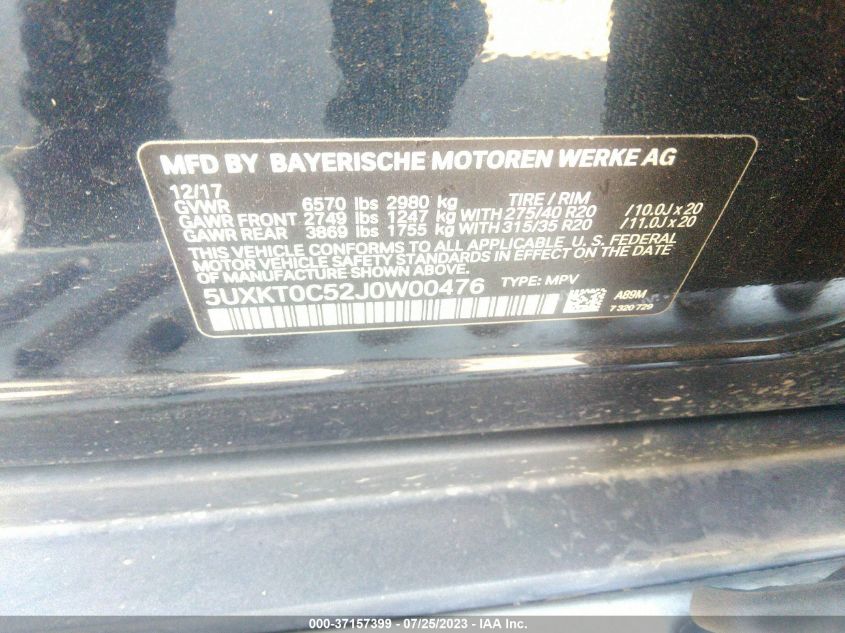 MFD BY BAYERISCHE MOTOREN WERKE AG
12/17 TIRE / RIM
GVWR 6570 lbs 2980 kg
GAWR FRONT 2749 lbs 1247 kg WITH 275/40 R20 /10.0J x 20
GAWR REAR 3869 lbs 1755 kg WITH 315/35 R20 /11.0J x 20
THIS VEHICLE CONFORMS TO ALL APPLICABLE U. S. FEDERAL
MOTOR VEHICLE SAFETY STANDARDS IN EFFECT ON THE DATE
OF MANUFACTURE SHOWN ABOVE.
5UXKT0C52J0W00476 TYPE: MPV
A89M
7 320 729
000-37157399 - 07/25/2023 - IAA Inc.